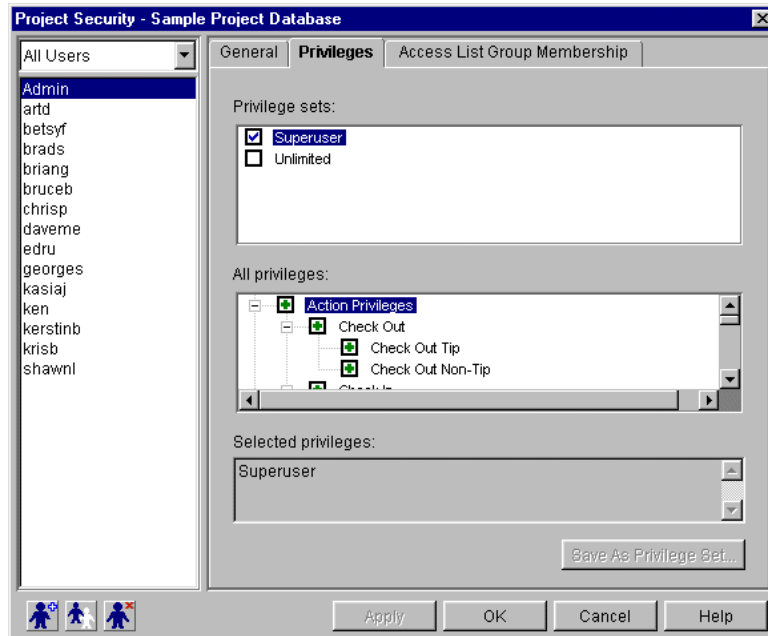 Project Security - Sample Project Database
All Users
General
Privileges
Access List Group Membership
Admin
artd
betsyf
brads
briang
bruceb
chrisp
daveme
edru
georges
kasiaj
ken
kerstinb
krisb
shawnl
Privilege sets:
Superuser
Unlimited
All privileges:
Action Privileges
Check Out
Check Out Tip
Check Out Non-Tip
Check In
Selected privileges:
Superuser
Save As Privilege Set...
Apply
OK
Cancel
Help